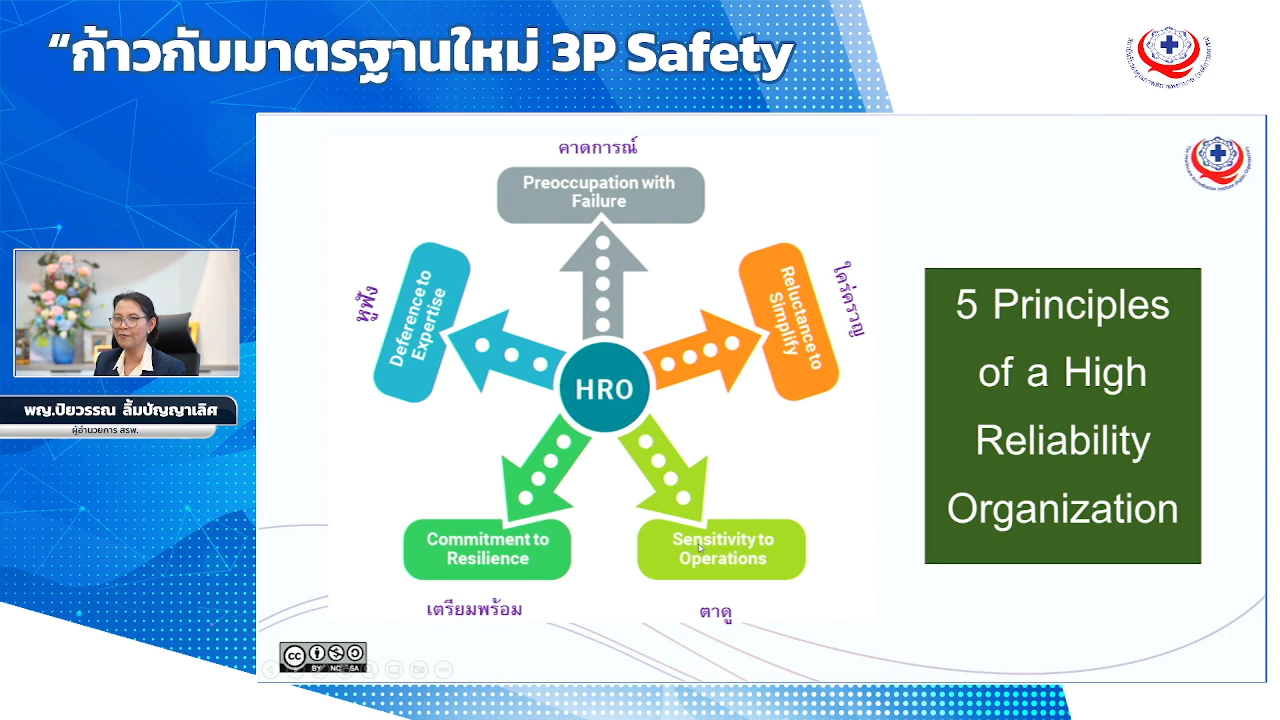 “ก้าวกับมาตรฐานใหม่ 3P Safety
คาดการณ์
Preoccupation with
Failure
หูฟัง
Deference to
Expertise
ใคร่ครวญ
Reluctance to
Simplify
HRO
Commitment to
Resilience
Sensitivity to
Operations
เตรียมพร้อม
ตาดู
5 Principles
of a High
Reliability
Organization
พญ.ปิยวรรณ ลิ้มปัญญาเลิศ
ผู้อำนวยการ สรพ.
cc
BY NC SA